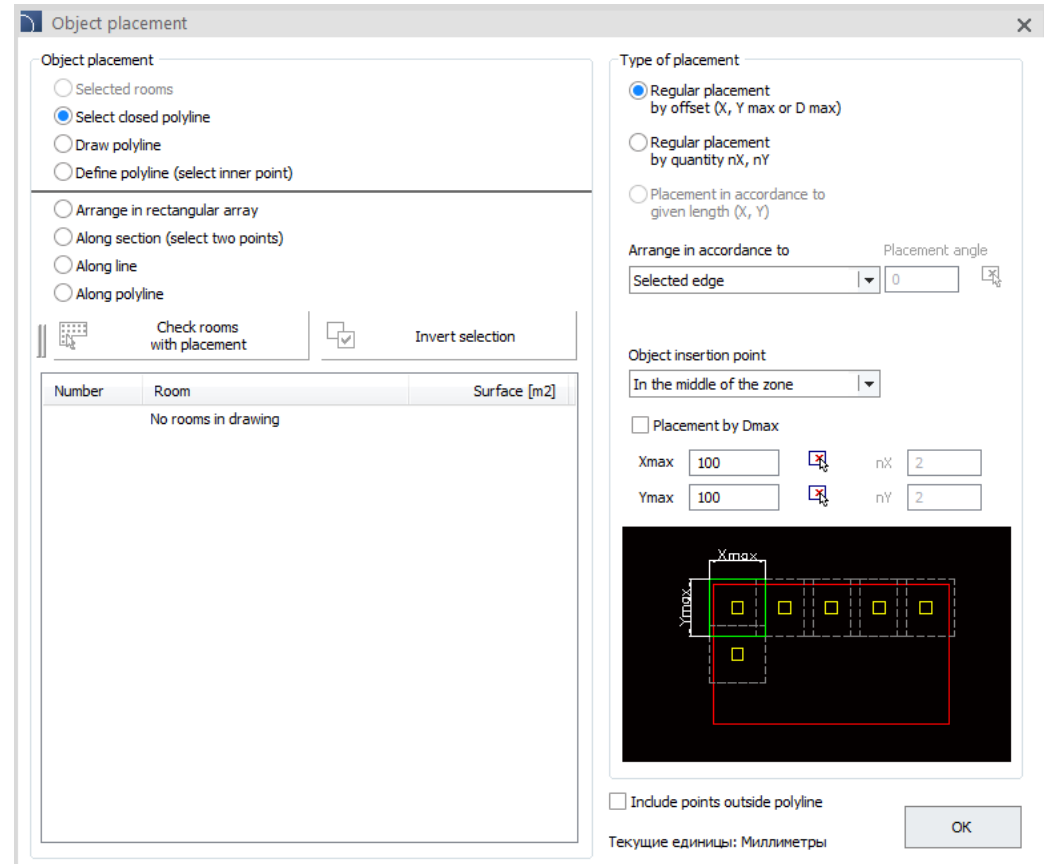 Object placement
Object placement
Selected rooms
Select closed polyline
Draw polyline
Define polyline (select inner point)
Arrange in rectangular array
Along section (select two points)
Along line
Along polyline
Check rooms
with placement
Invert selection
Number Room Surface [m2]
No rooms in drawing
Type of placement
Regular placement
by offset (X, Y max or D max)
Regular placement
by quantity nX, nY
Placement in accordance to
given length (X, Y)
Arrange in accordance to Placement angle
Selected edge 0
Object insertion point
In the middle of the zone
Placement by Dmax
Xmax 100 nX 2
Ymax 100 nY 2
Xmax
Ymax
Include points outside polyline
Текущие единицы: Миллиметры
OK